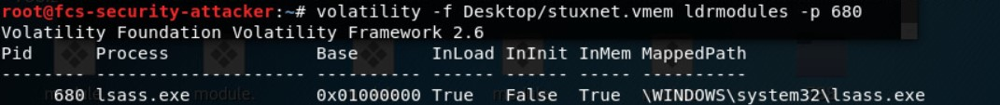 root@fcs-security-attacker:~# volatility -f Desktop/stuxnet.vmem ldrmodules -p 680
Volatility Foundation Volatility Framework 2.6
Pid      Process              Base       InLoad InInit InMem MappedPath
-------- -------------------- ---------- ------ ------ ----- ----------
     680 lsass.exe            0x01000000 True   False  True  \WINDOWS\system32\lsass.exe